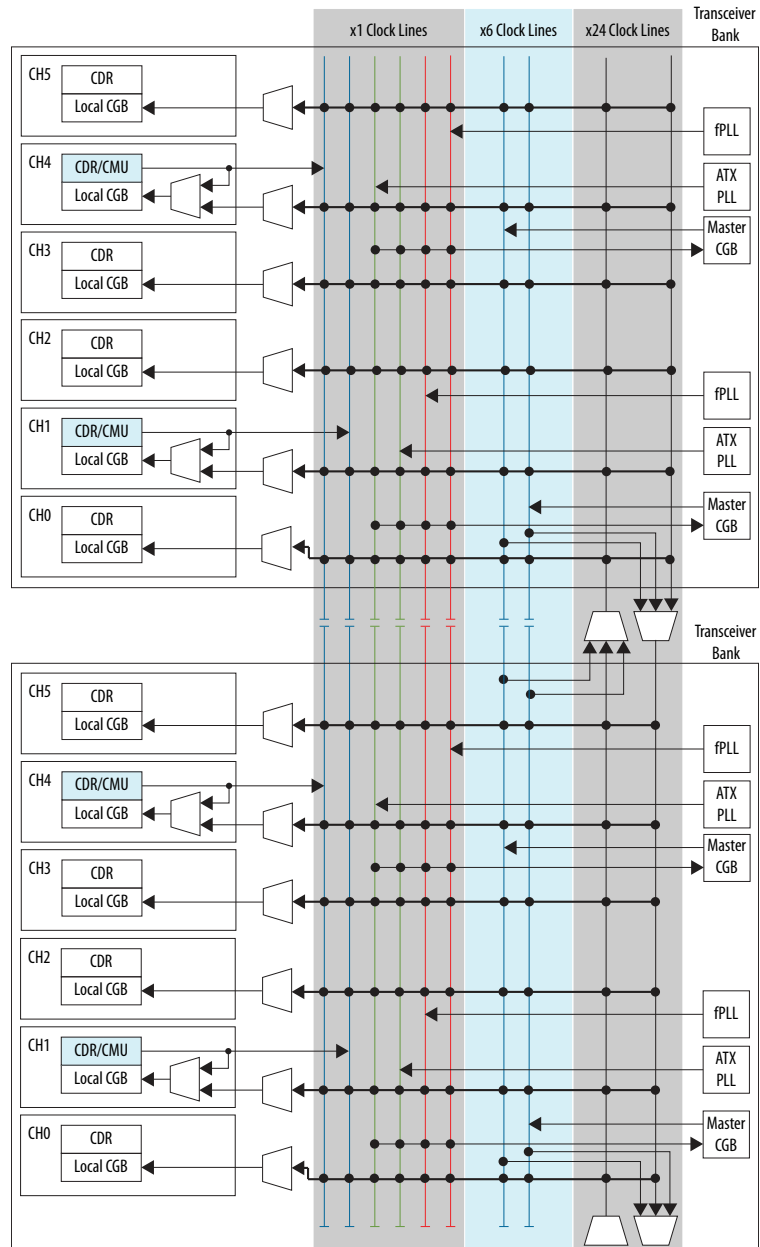 x1 Clock Lines
x6 Clock Lines
x24 Clock Lines
Transceiver
Bank
CH5
CDR
Local CGB
fPLL
CH4
CDR/CMU
Local CGB
ATX
PLL
Master
CGB
CH3
CDR
Local CGB
CH2
CDR
Local CGB
fPLL
CH1
CDR/CMU
Local CGB
ATX
PLL
Master
CGB
CH0
CDR
Local CGB
Transceiver
Bank
CH5
CDR
Local CGB
fPLL
CH4
CDR/CMU
Local CGB
ATX
PLL
Master
CGB
CH3
CDR
Local CGB
CH2
CDR
Local CGB
fPLL
CH1
CDR/CMU
Local CGB
ATX
PLL
Master
CGB
CH0
CDR
Local CGB